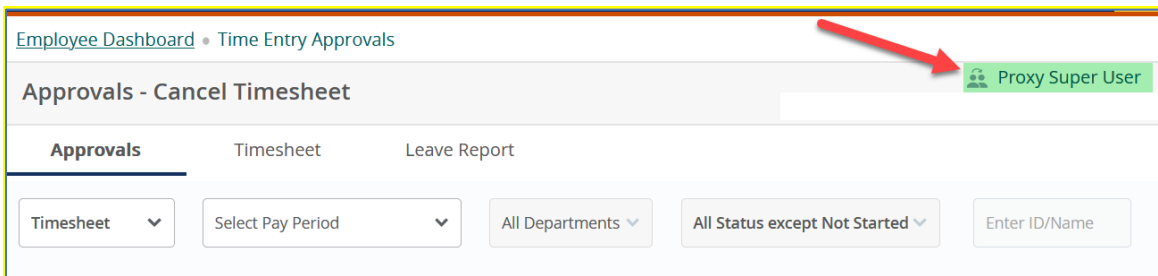 Employee Dashboard • Time Entry Approvals
Proxy Super User
Approvals - Cancel Timesheet
Approvals Timesheet Leave Report
Timesheet Select Pay Period All Departments All Status except Not Started Enter ID/Name